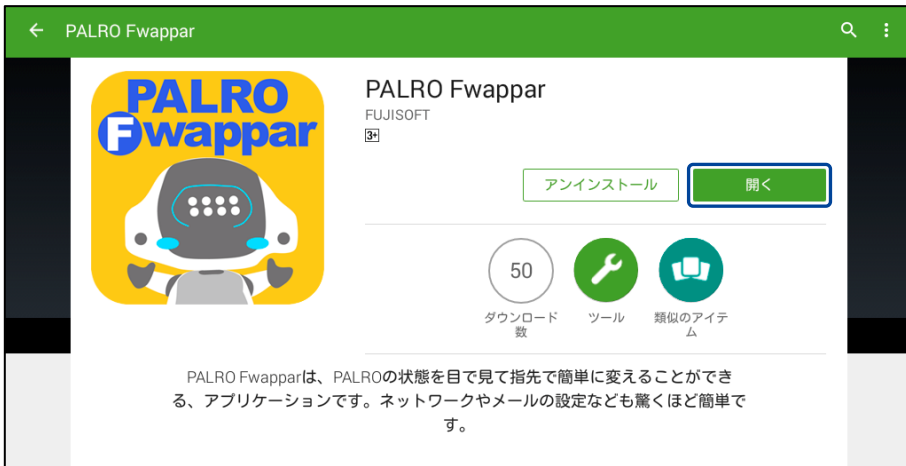 PALRO Fwappar
PALRO
Fwappar
PALRO Fwappar
FUJISOFT
3+
アンインストール
開く
50
ダウンロード
数
ツール
類似のアイテ
ム
PALRO Fwapparは、PALROの状態を目で見て指先で簡単に変えることができ
る、アプリケーションです。ネットワークやメールの設定なども驚くほど簡単で
す。